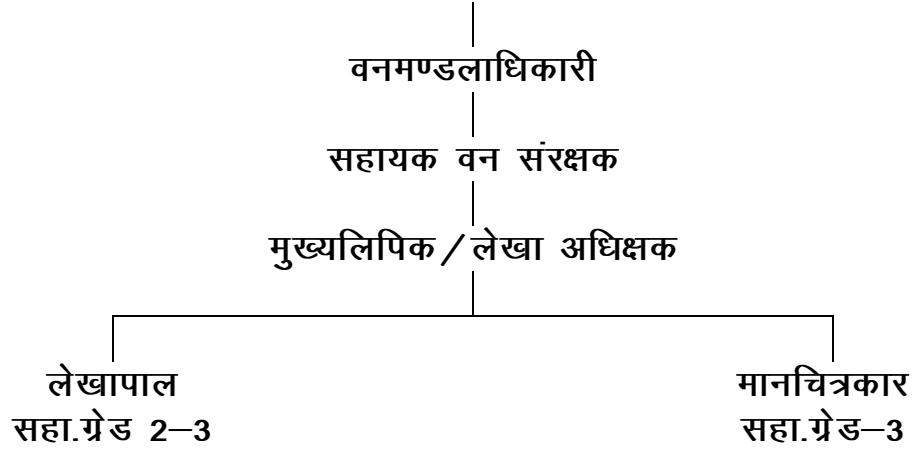 वनमण्डलाधिकारी
सहायक वन संरक्षक
मुख्यलिपिक / लेखा अधिक्षक
लेखापाल मानचित्रकार
सहा.ग्रेड 2–3 सहा.ग्रेड–3